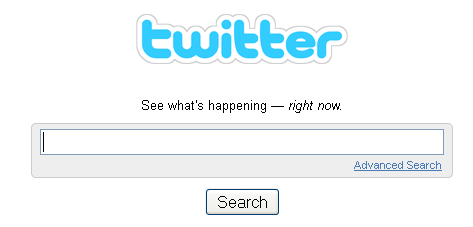 twitter
See what's happening — right now.
Advanced Search
Search